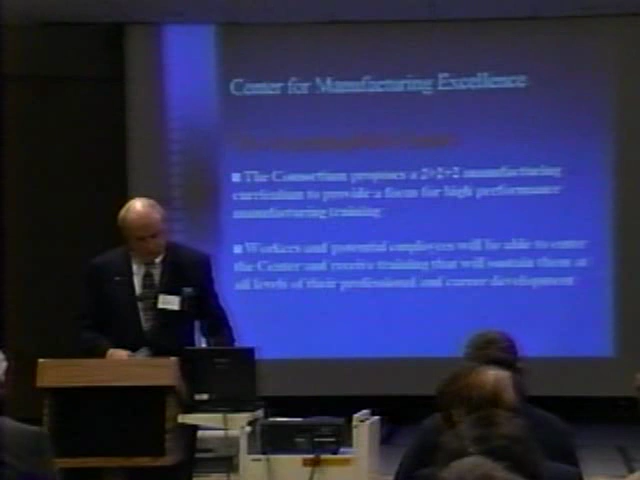 Center for Manufacturing Excellence
The Consortium proposes a 2+2+2 manufacturing
curriculum to provide a focus for high performance
manufacturing training
Workers and potential employees will be able to enter
the Center and receive training that will sustain them at
all levels of their professional and career development